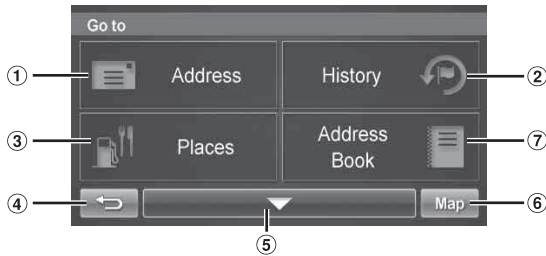 Go to
① Address
History ②
③ Places
Address
Book ⑦
④
Map ⑥
⑤